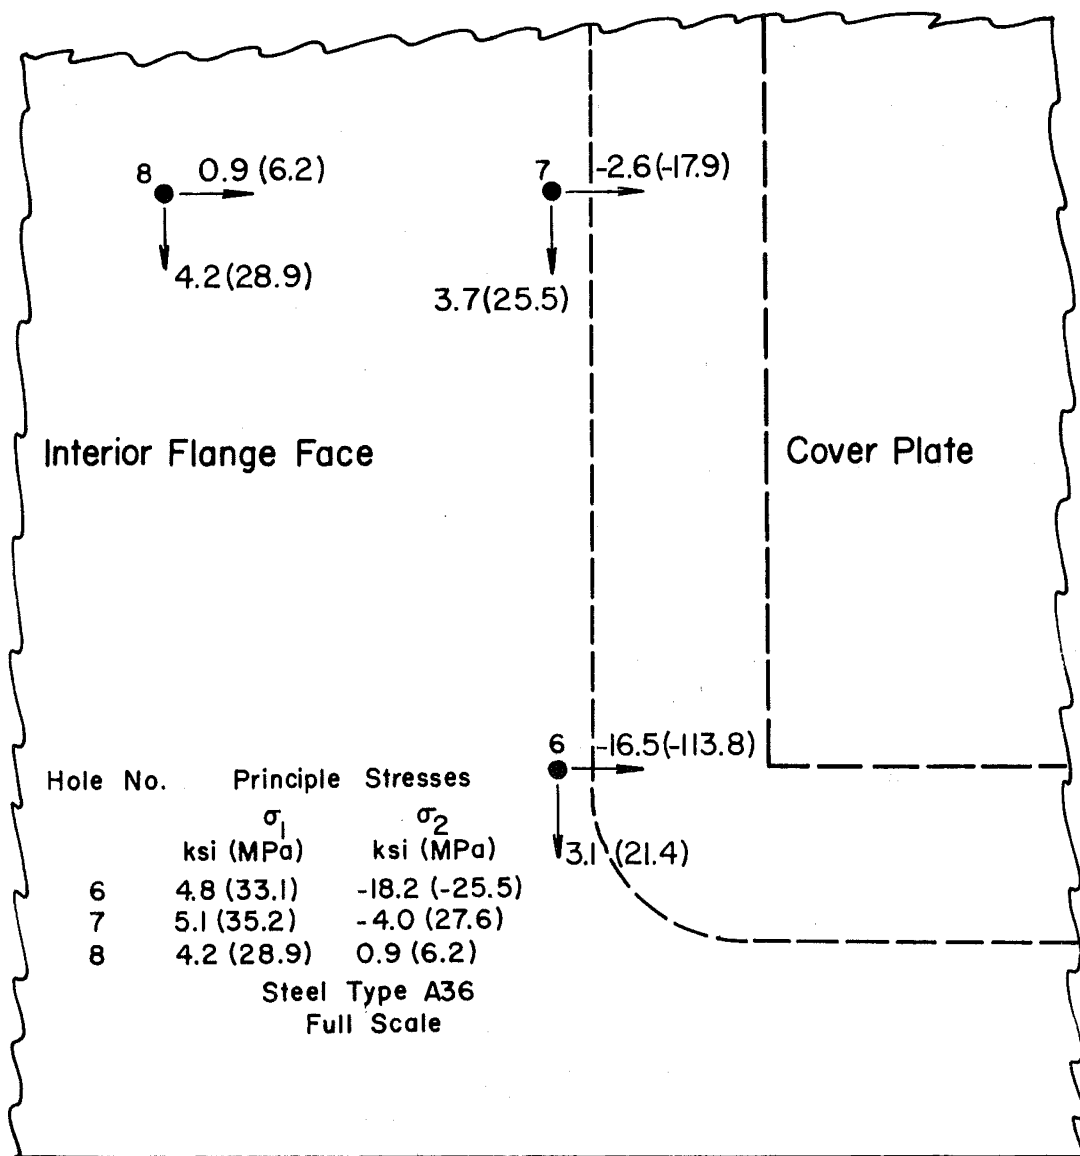 8 0.9 (6.2)
7 -2.6(-17.9)
4.2(28.9)
3.7(25.5)
Interior Flange Face
Cover Plate
6 -16.5(-113.8)
3.1 (21.4)
Hole No. Principle Stresses
σ1 σ2
ksi (MPa) ksi (MPa)
6 4.8 (33.1) -18.2 (-25.5)
7 5.1 (35.2) -4.0 (27.6)
8 4.2 (28.9) 0.9 (6.2)
Steel Type A36
Full Scale